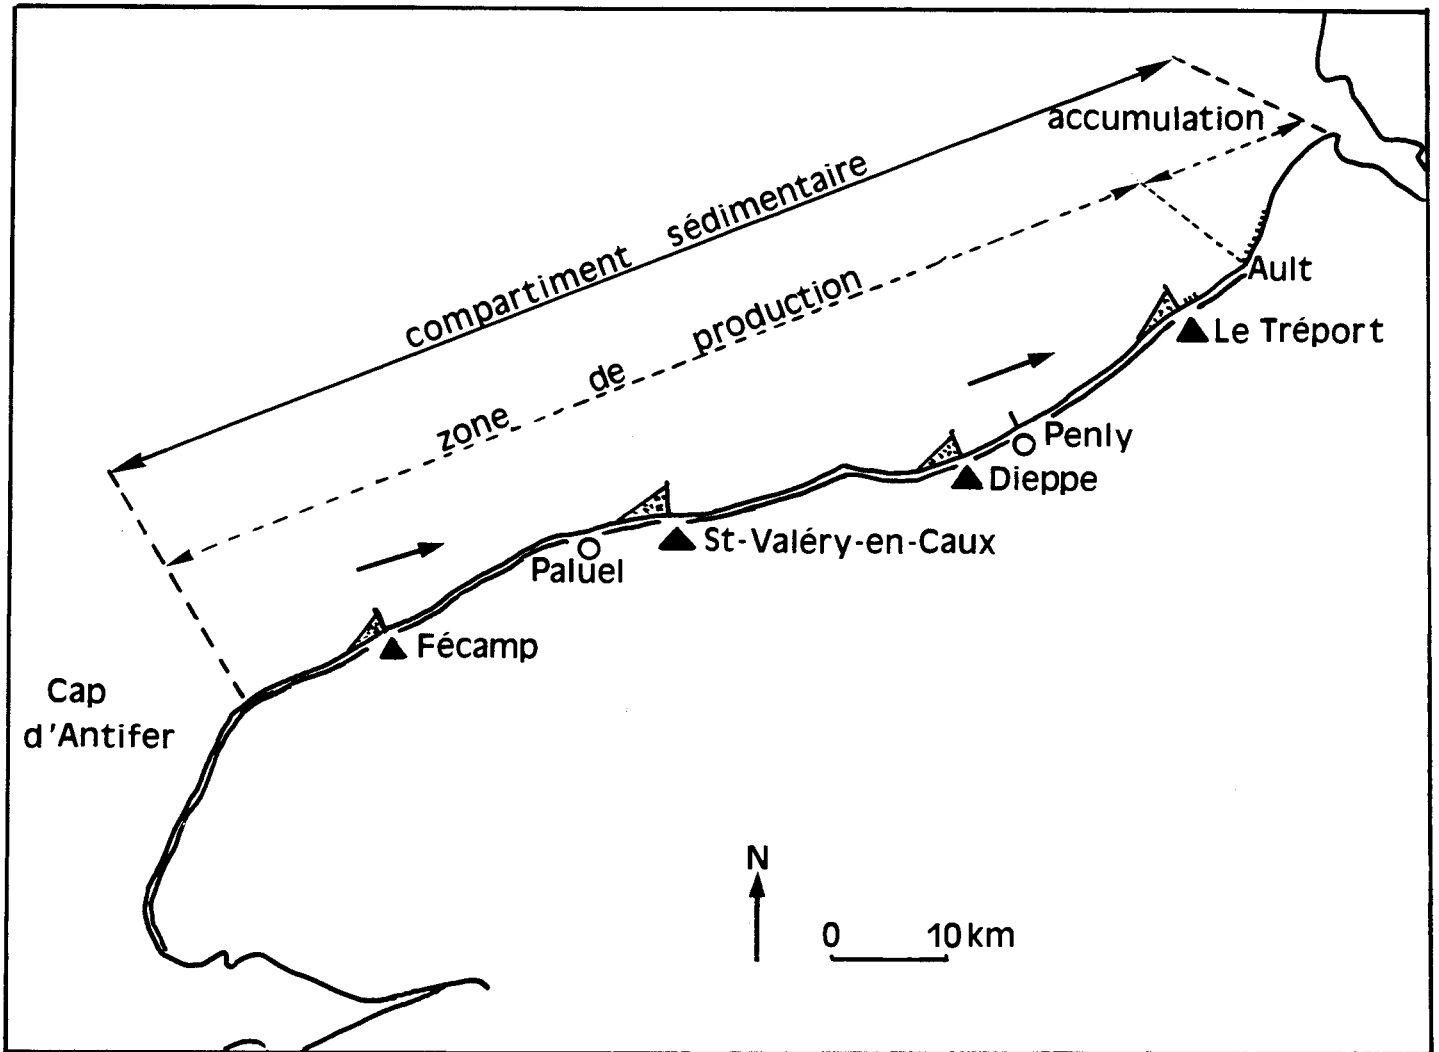 accumulation
compartiment sédimentaire
zone de production
Ault
Le Tréport
Penly
Dieppe
St-Valéry-en-Caux
Paluel
Fécamp
Cap
d'Antifer
N
0 10 km